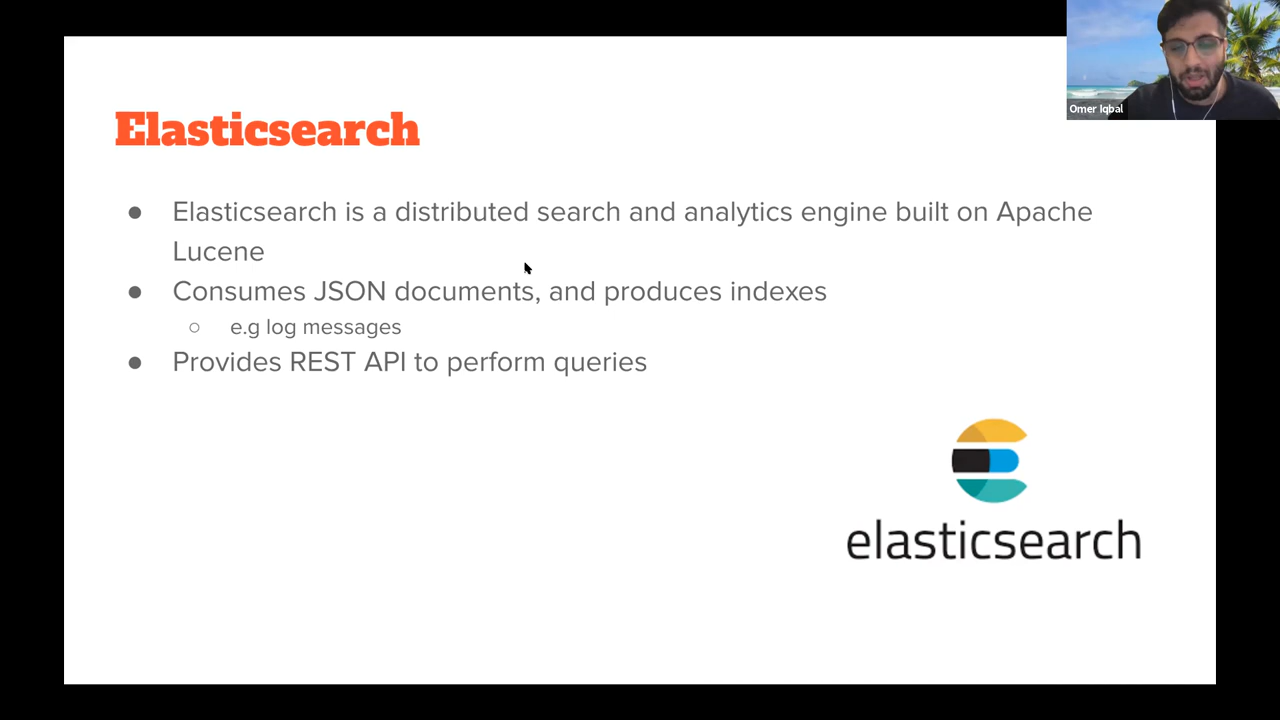 Omer Iqbal
Elasticsearch
● Elasticsearch is a distributed search and analytics engine built on Apache
Lucene
● Consumes JSON documents, and produces indexes
○ e.g log messages
● Provides REST API to perform queries
elasticsearch